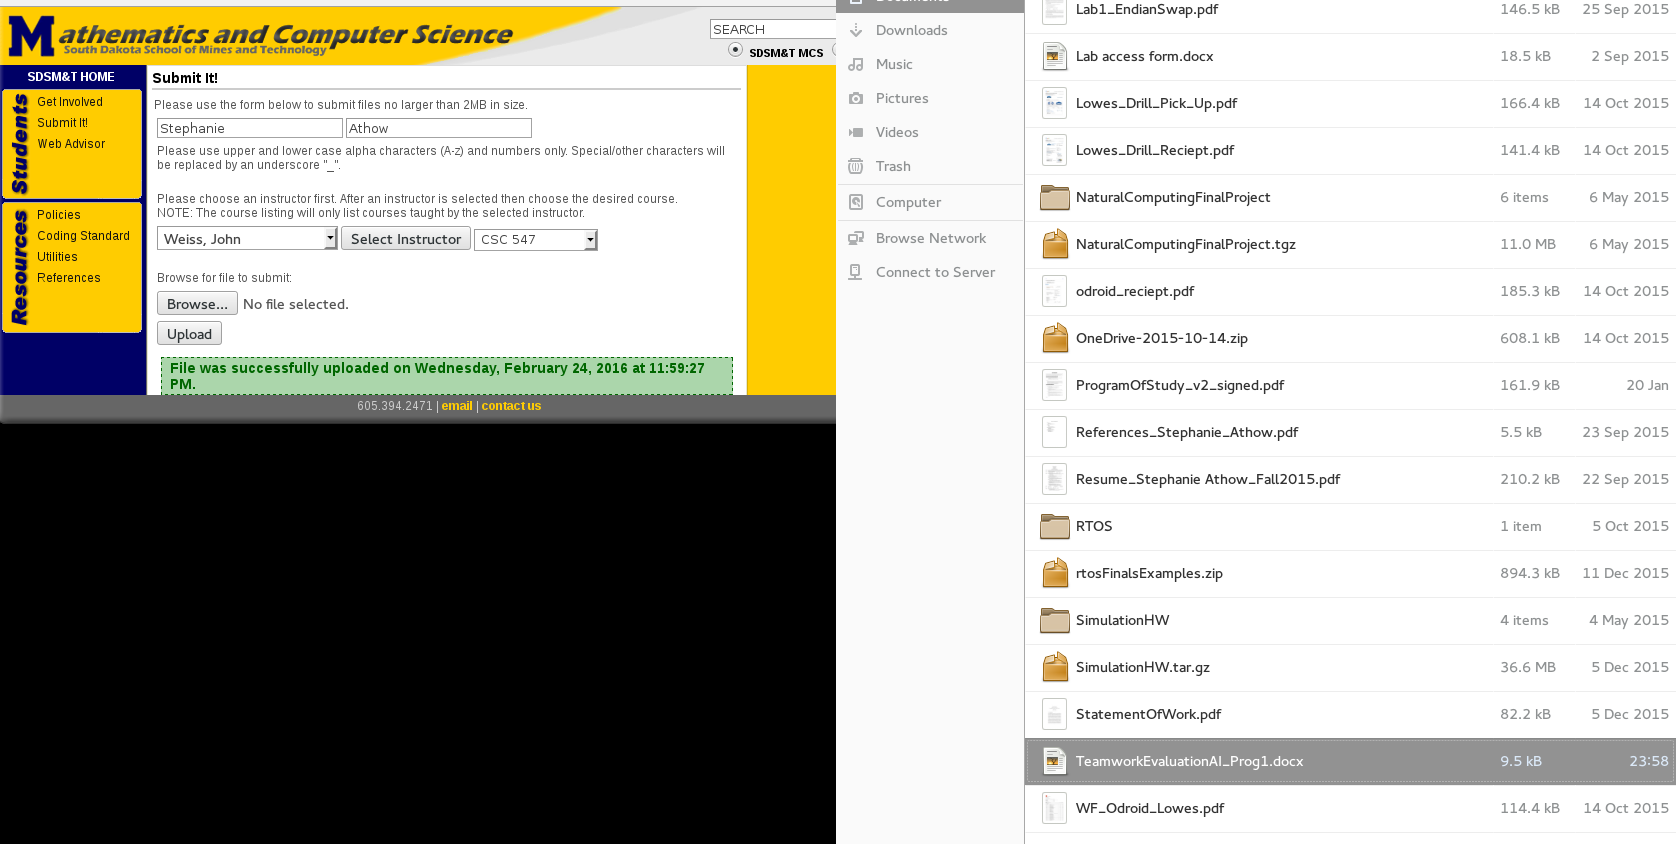 Mathematics and Computer Science
South Dakota School of Mines and Technology
SEARCH
SDSM&T MCS
SDSM&T HOME
Students
Get Involved
Submit It!
Web Advisor
Resources
Policies
Coding Standard
Utilities
References
Submit It!
Please use the form below to submit files no larger than 2MB in size.
Stephanie Athow
Please use upper and lower case alpha characters (A-z) and numbers only. Special/other characters will
be replaced by an underscore "_".
Please choose an instructor first. After an instructor is selected then choose the desired course.
NOTE: The course listing will only list courses taught by the selected instructor.
Weiss, John Select Instructor CSC 547
Browse for file to submit:
Browse... No file selected.
Upload
File was successfully uploaded on Wednesday, February 24, 2016 at 11:59:27
PM.
605.394.2471 | email | contact us
Documents
Downloads
Music
Pictures
Videos
Trash
Computer
Browse Network
Connect to Server
Lab1_EndianSwap.pdf 146.5 kB 25 Sep 2015
Lab access form.docx 18.5 kB 2 Sep 2015
Lowes_Drill_Pick_Up.pdf 166.4 kB 14 Oct 2015
Lowes_Drill_Reciept.pdf 141.4 kB 14 Oct 2015
NaturalComputingFinalProject 6 items 6 May 2015
NaturalComputingFinalProject.tgz 11.0 MB 6 May 2015
odroid_reciept.pdf 185.3 kB 14 Oct 2015
OneDrive-2015-10-14.zip 608.1 kB 14 Oct 2015
ProgramOfStudy_v2_signed.pdf 161.9 kB 20 Jan
References_Stephanie_Athow.pdf 5.5 kB 23 Sep 2015
Resume_Stephanie Athow_Fall2015.pdf 210.2 kB 22 Sep 2015
RTOS 1 item 5 Oct 2015
rtosFinalsExamples.zip 894.3 kB 11 Dec 2015
SimulationHW 4 items 4 May 2015
SimulationHW.tar.gz 36.6 MB 5 Dec 2015
StatementOfWork.pdf 82.2 kB 5 Dec 2015
TeamworkEvaluationAI_Prog1.docx 9.5 kB 23:58
WF_Odroid_Lowes.pdf 114.4 kB 14 Oct 2015